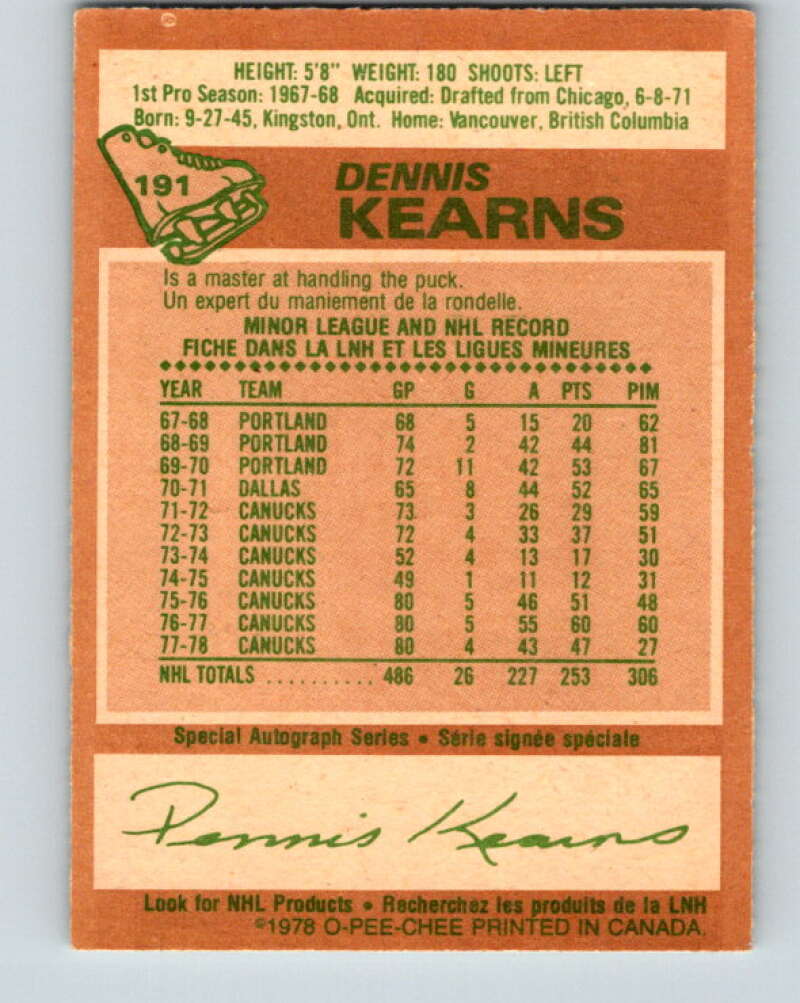 HEIGHT: 5'8" WEIGHT: 180 SHOOTS: LEFT
1st Pro Season: 1967-68 Acquired: Drafted from Chicago, 6-8-71
Born: 9-27-45, Kingston, Ont. Home: Vancouver, British Columbia
191
DENNIS
KEARNS
Is a master at handling the puck.
Un expert du maniement de la rondelle.
MINOR LEAGUE AND NHL RECORD
FICHE DANS LA LNH ET LES LIGUES MINEURES
YEAR TEAM GP G A PTS PIM
67-68 PORTLAND 68 5 15 20 62
68-69 PORTLAND 74 2 42 44 81
69-70 PORTLAND 72 11 42 53 67
70-71 DALLAS 65 8 44 52 65
71-72 CANUCKS 73 3 26 29 59
72-73 CANUCKS 72 4 33 37 51
73-74 CANUCKS 52 4 13 17 30
74-75 CANUCKS 49 1 11 12 31
75-76 CANUCKS 80 5 46 51 48
76-77 CANUCKS 80 5 55 60 60
77-78 CANUCKS 80 4 43 47 27
NHL TOTALS .......... 486 26 227 253 306
Special Autograph Series • Série signée spéciale
Dennis Kearns
Look for NHL Products • Recherchez les produits de la LNH
©1978 O-PEE-CHEE PRINTED IN CANADA.